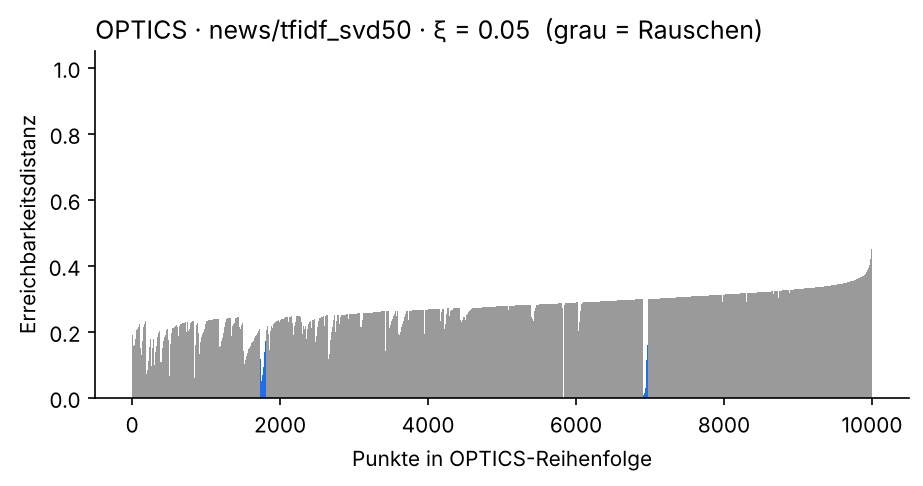 OPTICS · news/tfidf_svd50 · ξ = 0.05  (grau = Rauschen)
Erreichbarkeitsdistanz
1.0
0.8
0.6
0.4
0.2
0.0
0 2000 4000 6000 8000 10000
Punkte in OPTICS-Reihenfolge